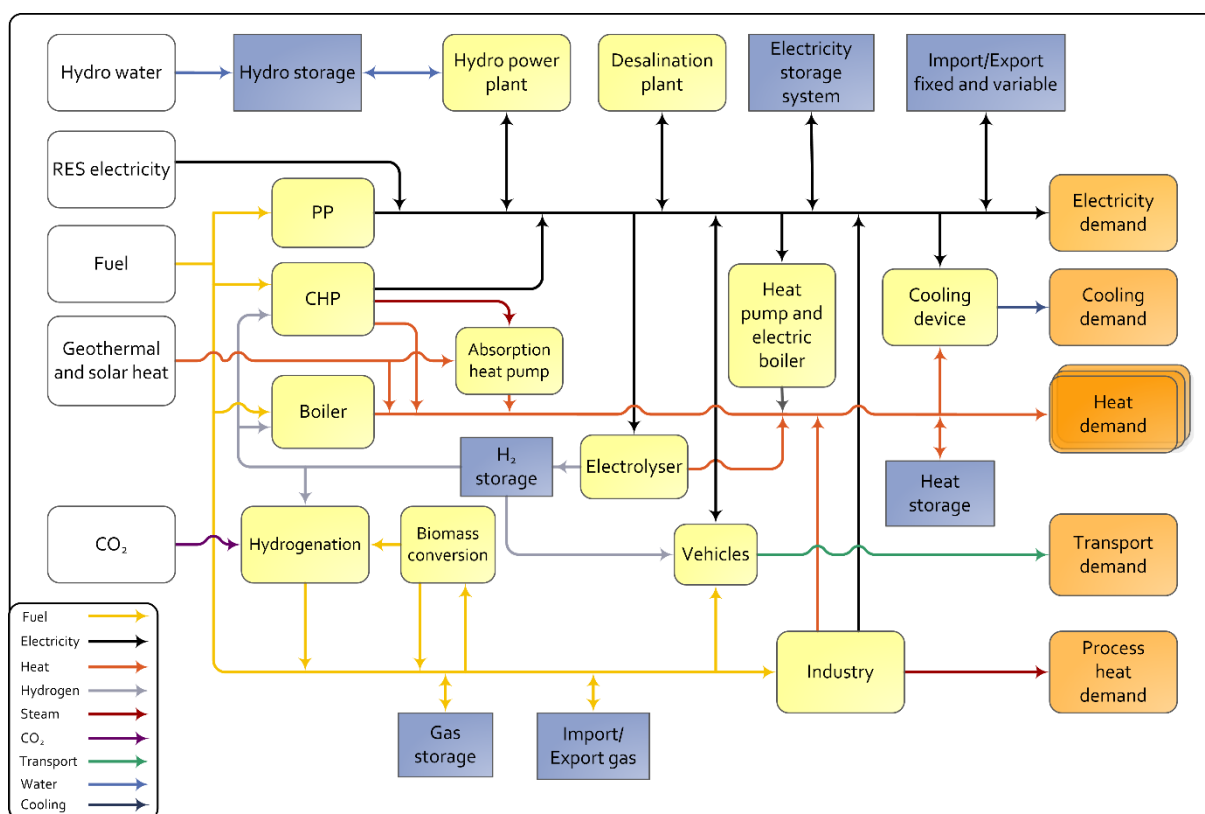 Hydro water
Hydro storage
Hydro power
plant
Desalination
plant
Electricity
storage
system
Import/Export
fixed and variable
RES electricity
PP
Electricity
demand
Fuel
CHP
Heat
pump and
electric
boiler
Cooling
device
Cooling
demand
Geothermal
and solar heat
Absorption
heat pump
Boiler
Heat
demand
H₂
storage
Electrolyser
Heat
storage
CO₂
Hydrogenation
Biomass
conversion
Vehicles
Transport
demand
Industry
Process
heat
demand
Gas
storage
Import/
Export gas
Fuel
Electricity
Heat
Hydrogen
Steam
CO₂
Transport
Water
Cooling